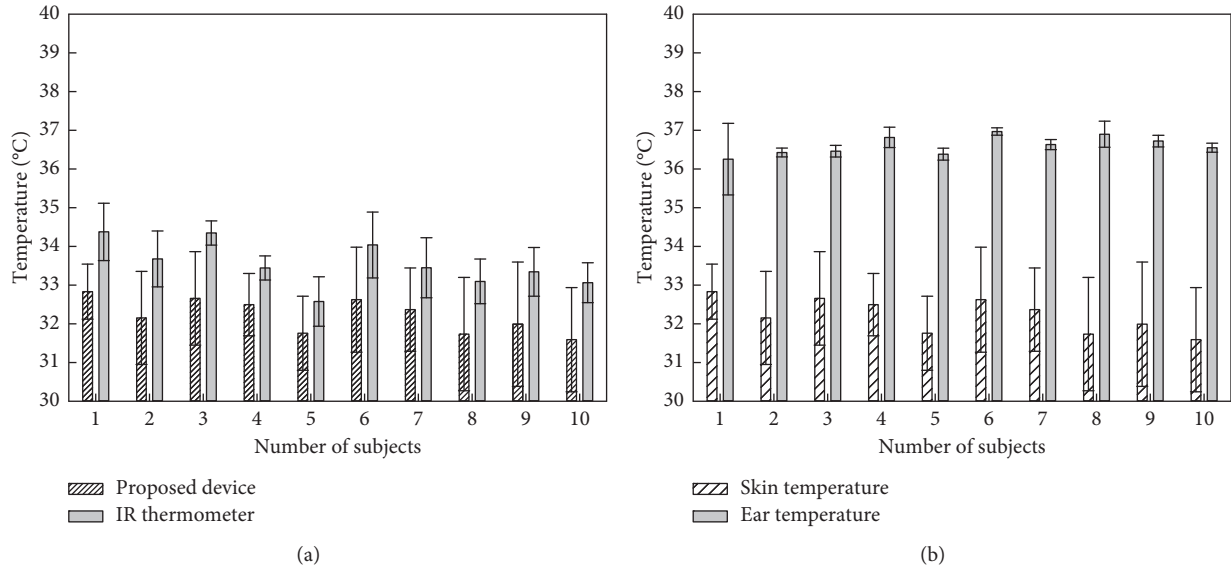 40
39
38
37
36
35
34
33
32
31
30
Temperature (°C)
1 2 3 4 5 6 7 8 9 10
Number of subjects
Proposed device
IR thermometer
(a)
40
39
38
37
36
35
34
33
32
31
30
Temperature (°C)
1 2 3 4 5 6 7 8 9 10
Number of subjects
Skin temperature
Ear temperature
(b)